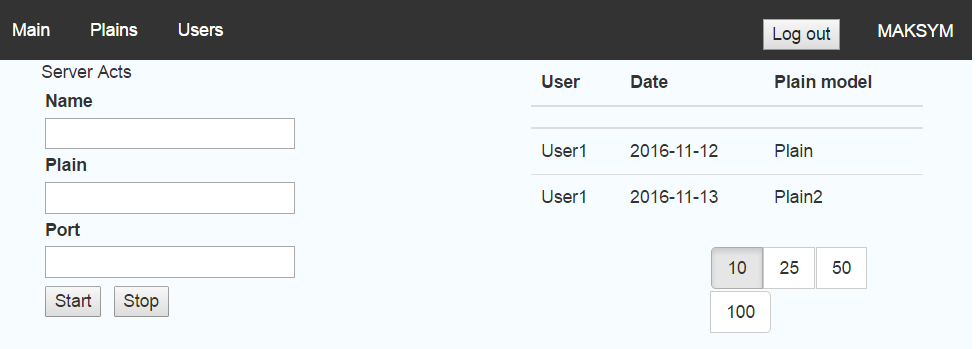 Main Plains Users Log out MAKSYM
Server Acts
Name
Plain
Port
Start Stop
User Date Plain model
User1 2016-11-12 Plain
User1 2016-11-13 Plain2
10 25 50
100